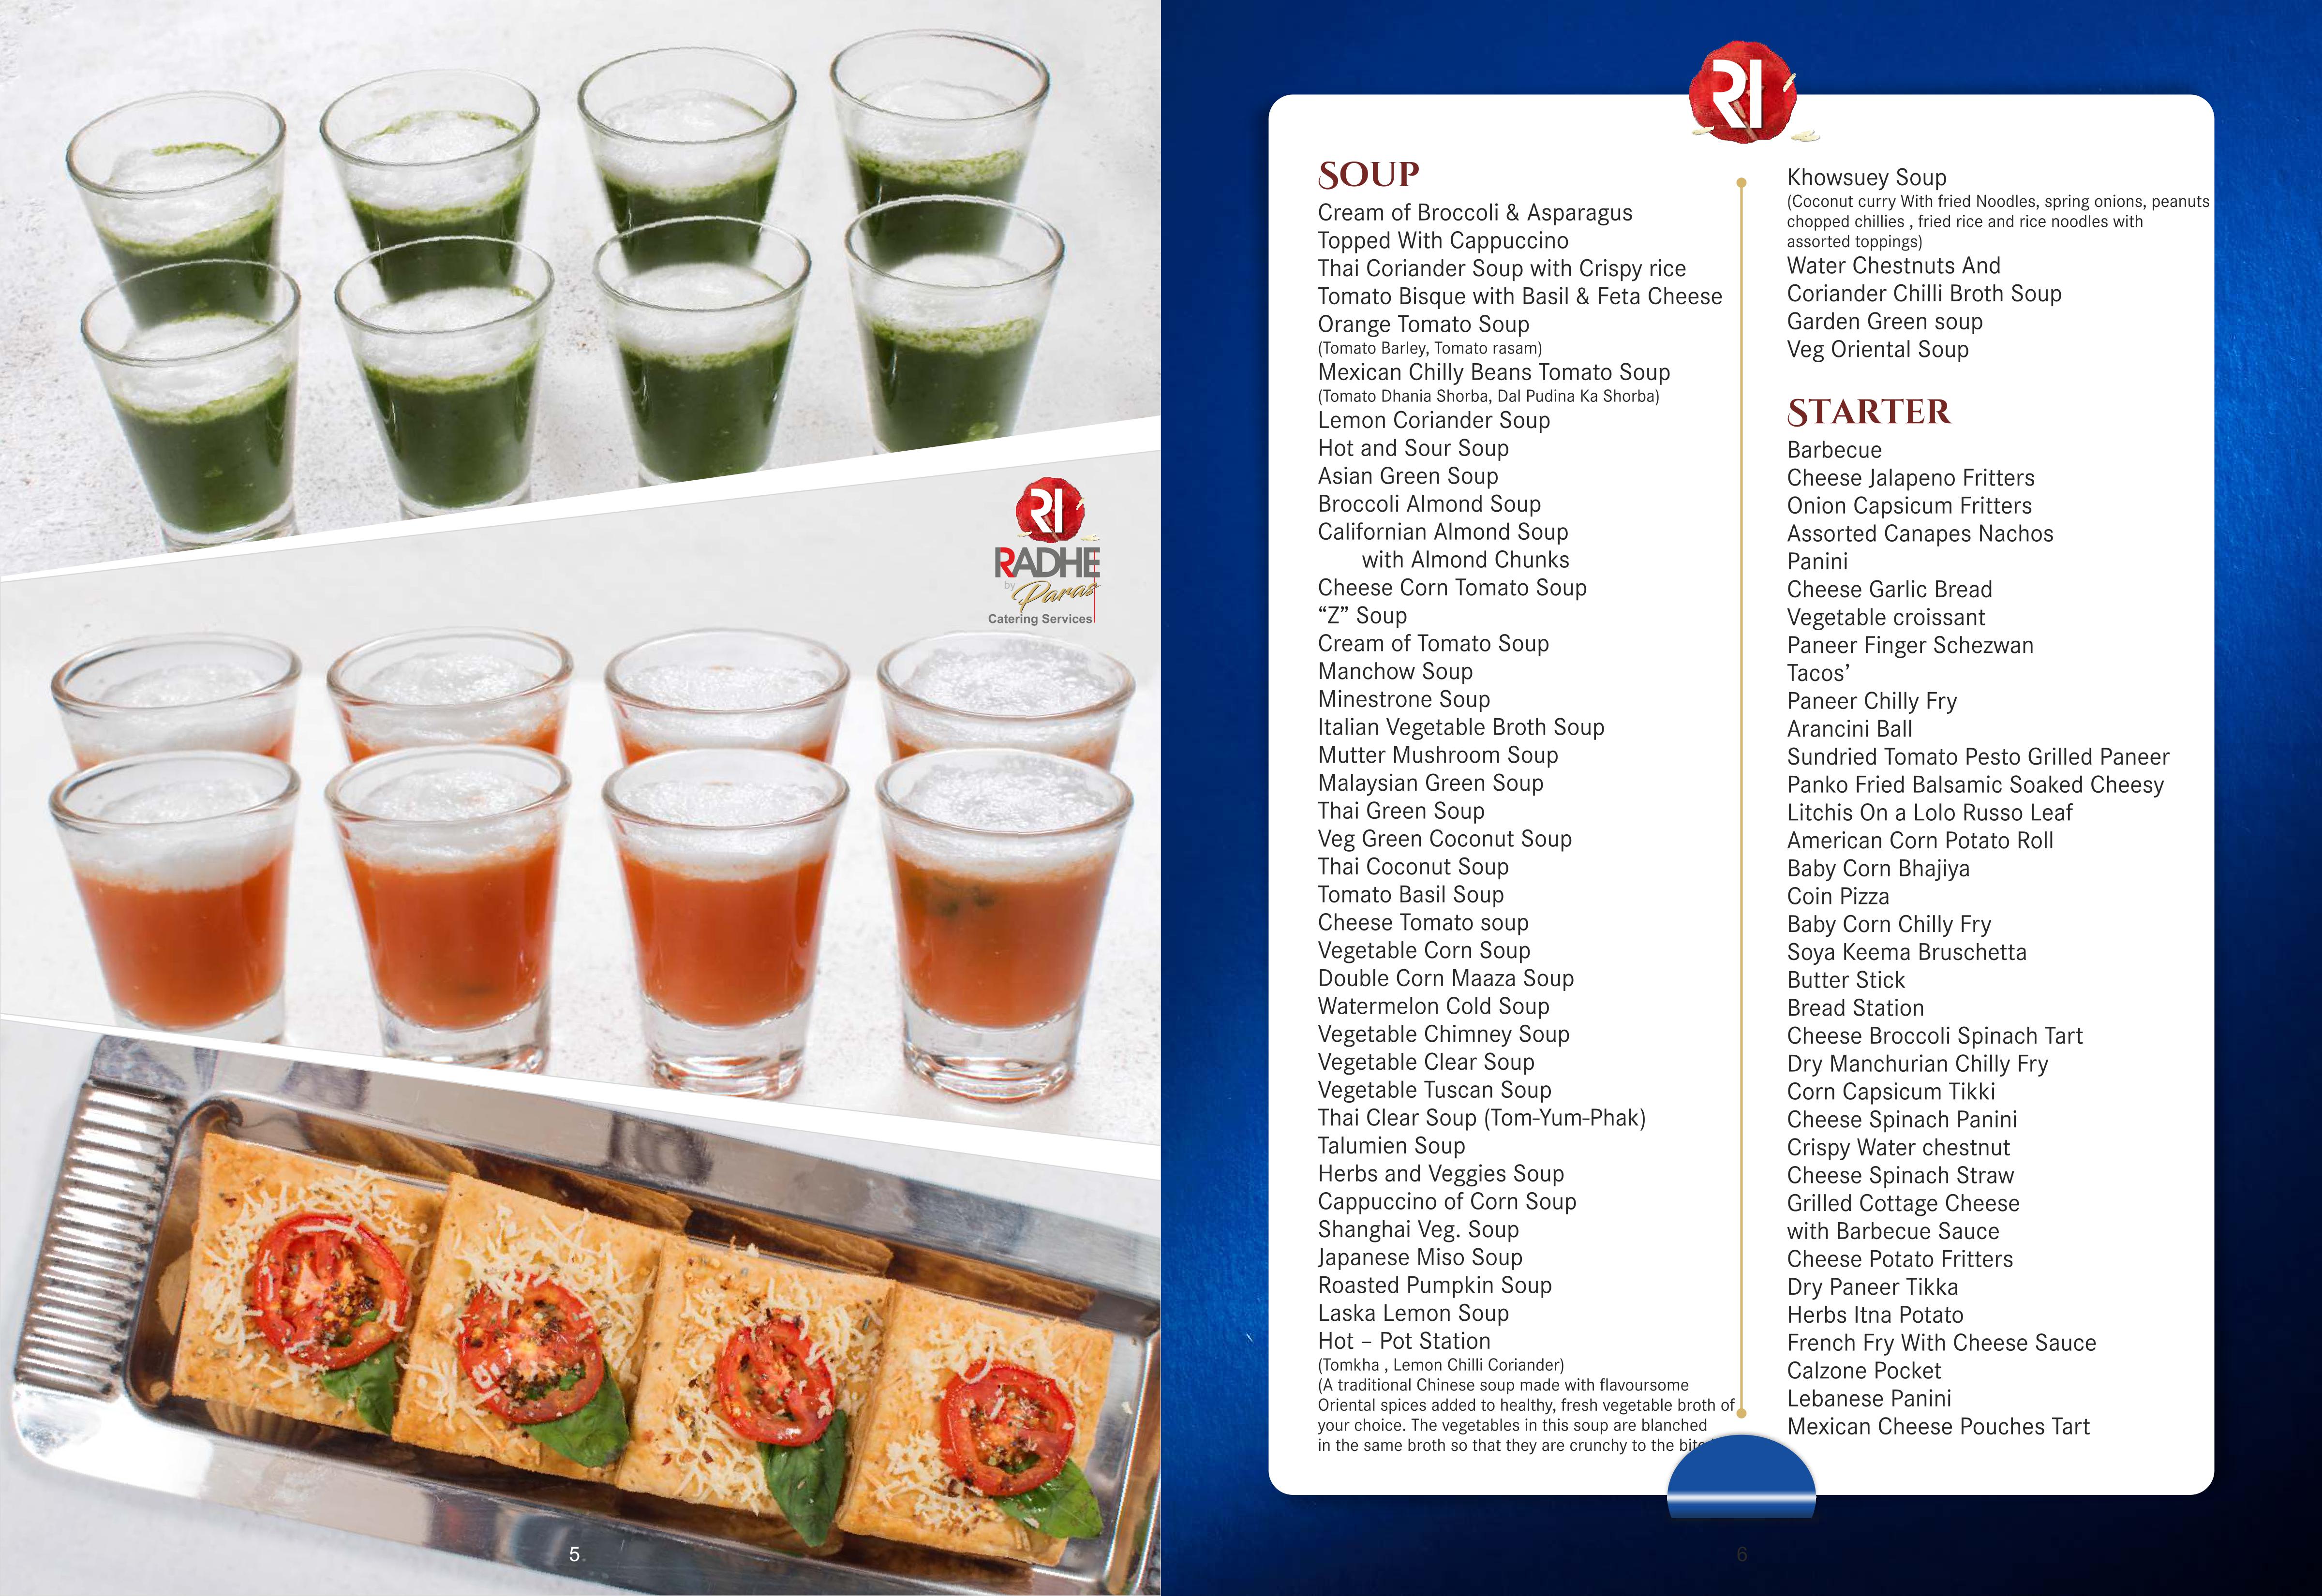 RI
RADHE
by
Paras
Catering Services
5
RI
SOUP
Cream of Broccoli & Asparagus
Topped With Cappuccino
Thai Coriander Soup with Crispy rice
Tomato Bisque with Basil & Feta Cheese
Orange Tomato Soup
(Tomato Barley, Tomato rasam)
Mexican Chilly Beans Tomato Soup
(Tomato Dhania Shorba, Dal Pudina Ka Shorba)
Lemon Coriander Soup
Hot and Sour Soup
Asian Green Soup
Broccoli Almond Soup
Californian Almond Soup
with Almond Chunks
Cheese Corn Tomato Soup
“Z” Soup
Cream of Tomato Soup
Manchow Soup
Minestrone Soup
Italian Vegetable Broth Soup
Mutter Mushroom Soup
Malaysian Green Soup
Thai Green Soup
Veg Green Coconut Soup
Thai Coconut Soup
Tomato Basil Soup
Cheese Tomato soup
Vegetable Corn Soup
Double Corn Maaza Soup
Watermelon Cold Soup
Vegetable Chimney Soup
Vegetable Clear Soup
Vegetable Tuscan Soup
Thai Clear Soup (Tom-Yum-Phak)
Talumien Soup
Herbs and Veggies Soup
Cappuccino of Corn Soup
Shanghai Veg. Soup
Japanese Miso Soup
Roasted Pumpkin Soup
Laska Lemon Soup
Hot – Pot Station
(Tomkha , Lemon Chilli Coriander)
(A traditional Chinese soup made with flavoursome
Oriental spices added to healthy, fresh vegetable broth of
your choice. The vegetables in this soup are blanched
in the same broth so that they are crunchy to the bite
Khowsuey Soup
(Coconut curry With fried Noodles, spring onions, peanuts
chopped chillies , fried rice and rice noodles with
assorted toppings)
Water Chestnuts And
Coriander Chilli Broth Soup
Garden Green soup
Veg Oriental Soup
STARTER
Barbecue
Cheese Jalapeno Fritters
Onion Capsicum Fritters
Assorted Canapes Nachos
Panini
Cheese Garlic Bread
Vegetable croissant
Paneer Finger Schezwan
Tacos’
Paneer Chilly Fry
Arancini Ball
Sundried Tomato Pesto Grilled Paneer
Panko Fried Balsamic Soaked Cheesy
Litchis On a Lolo Russo Leaf
American Corn Potato Roll
Baby Corn Bhajiya
Coin Pizza
Baby Corn Chilly Fry
Soya Keema Bruschetta
Butter Stick
Bread Station
Cheese Broccoli Spinach Tart
Dry Manchurian Chilly Fry
Corn Capsicum Tikki
Cheese Spinach Panini
Crispy Water chestnut
Cheese Spinach Straw
Grilled Cottage Cheese
with Barbecue Sauce
Cheese Potato Fritters
Dry Paneer Tikka
Herbs Itna Potato
French Fry With Cheese Sauce
Calzone Pocket
Lebanese Panini
Mexican Cheese Pouches Tart
6